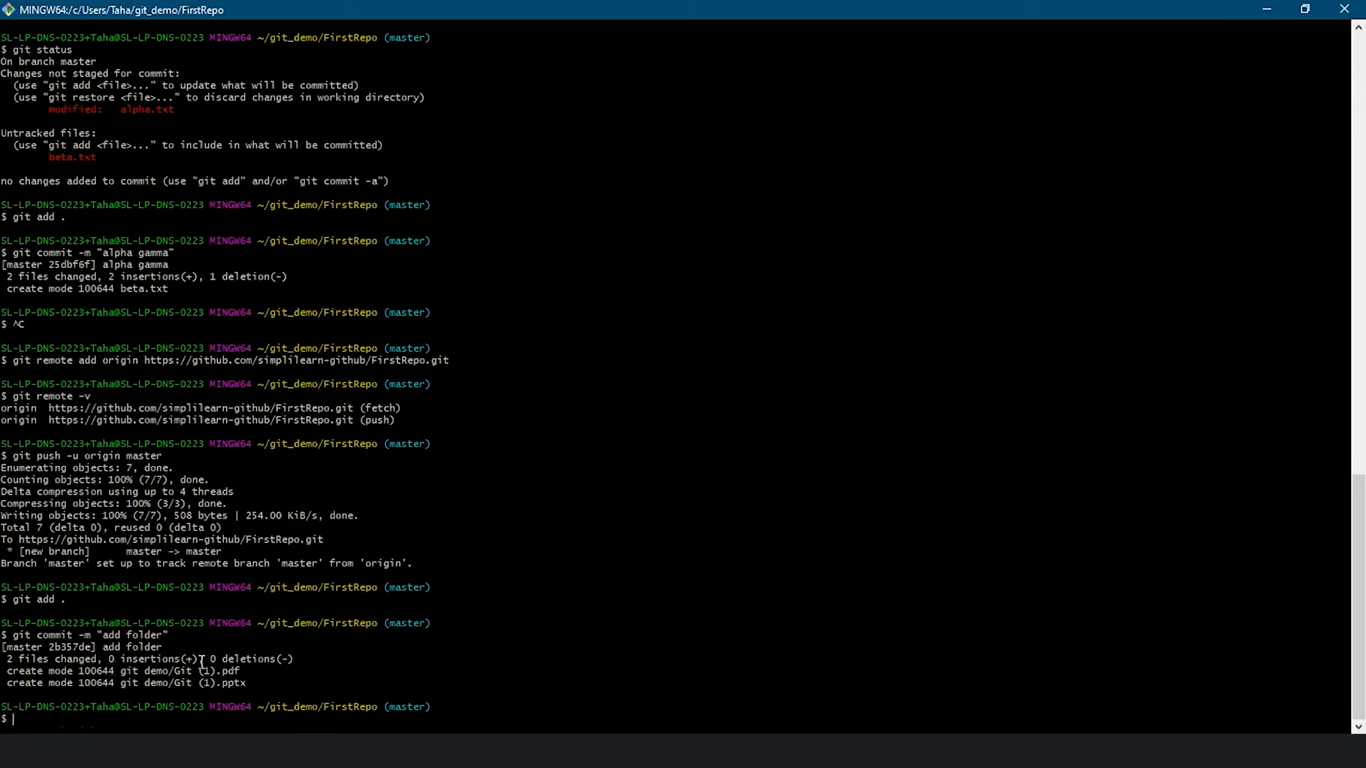 MINGW64:/c/Users/Taha/git_demo/FirstRepo
SL-LP-DNS-0223+Taha@SL-LP-DNS-0223 MINGW64 ~/git_demo/FirstRepo (master)
$ git status
On branch master
Changes not staged for commit:
  (use "git add <file>..." to update what will be committed)
  (use "git restore <file>..." to discard changes in working directory)
        modified:   alpha.txt
Untracked files:
  (use "git add <file>..." to include in what will be committed)
        beta.txt
no changes added to commit (use "git add" and/or "git commit -a")
SL-LP-DNS-0223+Taha@SL-LP-DNS-0223 MINGW64 ~/git_demo/FirstRepo (master)
$ git add .
SL-LP-DNS-0223+Taha@SL-LP-DNS-0223 MINGW64 ~/git_demo/FirstRepo (master)
$ git commit -m "alpha gamma"
[master 25dbf6f] alpha gamma
 2 files changed, 2 insertions(+), 1 deletion(-)
 create mode 100644 beta.txt
SL-LP-DNS-0223+Taha@SL-LP-DNS-0223 MINGW64 ~/git_demo/FirstRepo (master)
$ ^C
SL-LP-DNS-0223+Taha@SL-LP-DNS-0223 MINGW64 ~/git_demo/FirstRepo (master)
$ git remote add origin https://github.com/simplilearn-github/FirstRepo.git
SL-LP-DNS-0223+Taha@SL-LP-DNS-0223 MINGW64 ~/git_demo/FirstRepo (master)
$ git remote -v
origin  https://github.com/simplilearn-github/FirstRepo.git (fetch)
origin  https://github.com/simplilearn-github/FirstRepo.git (push)
SL-LP-DNS-0223+Taha@SL-LP-DNS-0223 MINGW64 ~/git_demo/FirstRepo (master)
$ git push -u origin master
Enumerating objects: 7, done.
Counting objects: 100% (7/7), done.
Delta compression using up to 4 threads
Compressing objects: 100% (3/3), done.
Writing objects: 100% (7/7), 508 bytes | 254.00 KiB/s, done.
Total 7 (delta 0), reused 0 (delta 0)
To https://github.com/simplilearn-github/FirstRepo.git
 * [new branch]      master -> master
Branch 'master' set up to track remote branch 'master' from 'origin'.
SL-LP-DNS-0223+Taha@SL-LP-DNS-0223 MINGW64 ~/git_demo/FirstRepo (master)
$ git add .
SL-LP-DNS-0223+Taha@SL-LP-DNS-0223 MINGW64 ~/git_demo/FirstRepo (master)
$ git commit -m "add folder"
[master 2b357de] add folder
 2 files changed, 0 insertions(+), 0 deletions(-)
 create mode 100644 git demo/Git (1).pdf
 create mode 100644 git demo/Git (1).pptx
SL-LP-DNS-0223+Taha@SL-LP-DNS-0223 MINGW64 ~/git_demo/FirstRepo (master)
$